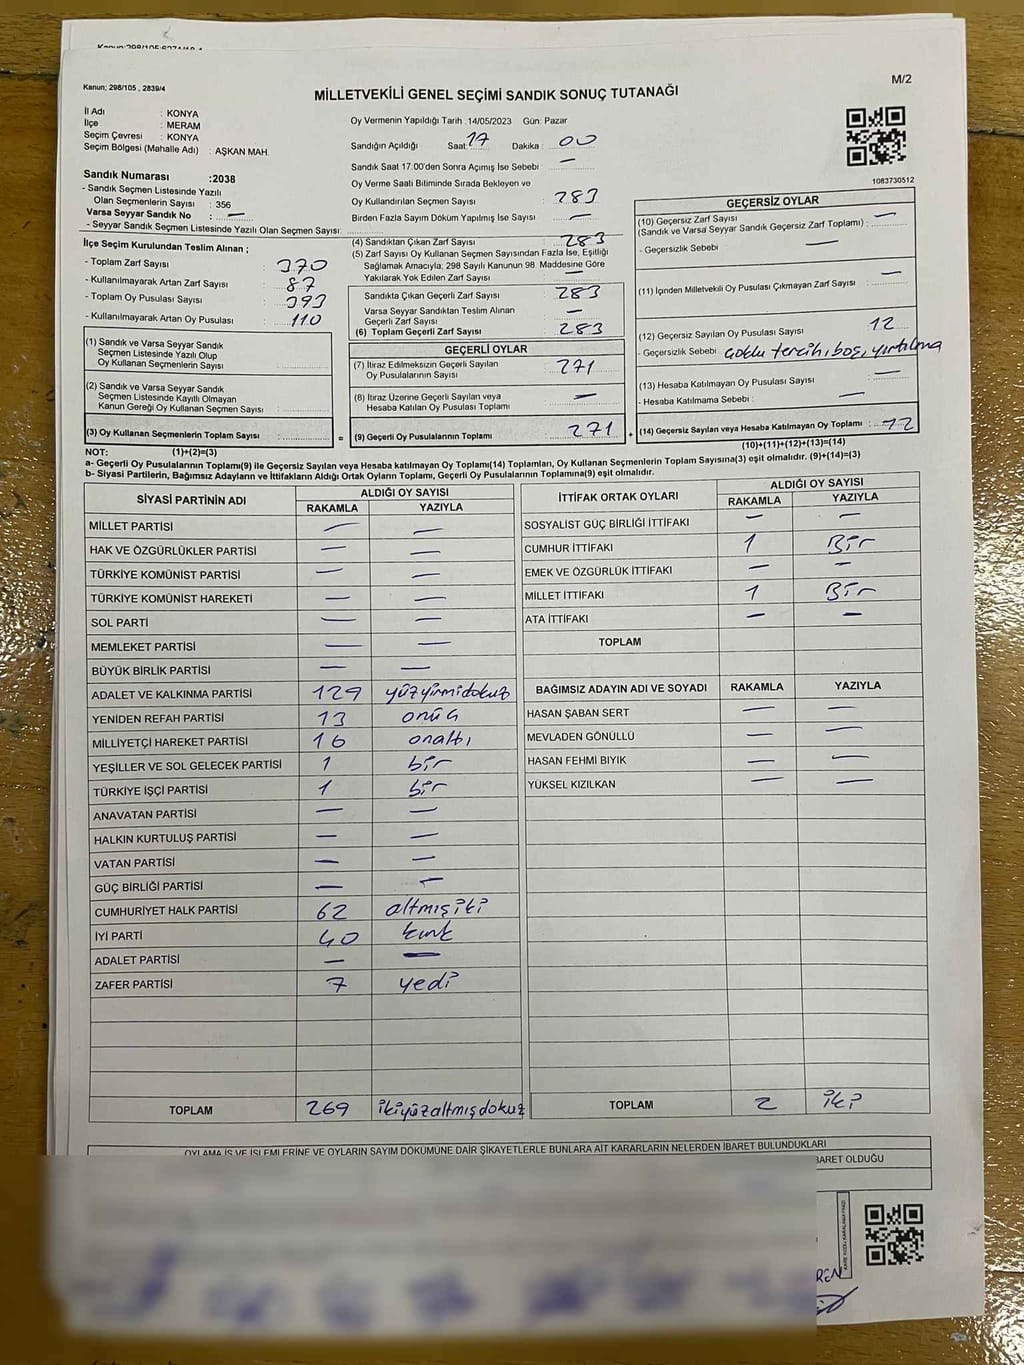 Kanun; 298/105 , 2839/4
M/2
MİLLETVEKİLİ GENEL SEÇİMİ SANDIK SONUÇ TUTANAĞI
İl Adı : KONYA
İlçe : MERAM
Seçim Çevresi : KONYA
Seçim Bölgesi (Mahalle Adı) : AŞKAN MAH.
Sandık Numarası :2038
- Sandık Seçmen Listesinde Yazılı
Olan Seçmenlerin Sayısı : 356
Varsa Seyyar Sandık No : —
- Seyyar Sandık Seçmen Listesinde Yazılı Olan Seçmen Sayısı:
Oy Vermenin Yapıldığı Tarih :14/05/2023 Gün: Pazar
Sandığın Açıldığı Saat: 17 Dakika : 00
Sandık Saat 17.00'den Sonra Açımış İse Sebebi : —
Oy Verme Saati Bitiminde Sırada Bekleyen ve
Oy Kullandırılan Seçmen Sayısı : 283
Birden Fazla Sayım Döküm Yapılmış İse Sayısı : —
1083730512
İlçe Seçim Kurulundan Teslim Alınan ;
- Toplam Zarf Sayısı : 370
- Kullanılmayarak Artan Zarf Sayısı : 87
- Toplam Oy Pusulası Sayısı : 393
- Kullanılmayarak Artan Oy Pusulası : 110
(1) Sandık ve Varsa Seyyar Sandık
Seçmen Listesinde Yazılı Olup
Oy Kullanan Seçmenlerin Sayısı :
(2) Sandık ve Varsa Seyyar Sandık
Seçmen Listesinde Kayıtlı Olmayan
Kanun Gereği Oy Kullanan Seçmen Sayısı :
(3) Oy Kullanan Seçmenlerin Toplam Sayısı :
(4) Sandıktan Çıkan Zarf Sayısı : 283
(5) Zarf Sayısı Oy Kullanan Seçmen Sayısından Fazla İse, Eşitliği
Sağlamak Amacıyla, 298 Sayılı Kanunun 98. Maddesine Göre
Yakılarak Yok Edilen Zarf Sayısı : —
Sandıkta Çıkan Geçerli Zarf Sayısı : 283
Varsa Seyyar Sandıktan Teslim Alınan
Geçerli Zarf Sayısı : —
(6) Toplam Geçerli Zarf Sayısı : 283
GEÇERLİ OYLAR
(7) İtiraz Edilmeksizin Geçerli Sayılan
Oy Pusulalarının Sayısı : 271
(8) İtiraz Üzerine Geçerli Sayılan veya
Hesaba Katılan Oy Pusulası Toplamı : —
= (9) Geçerli Oy Pusulalarının Toplamı : 271
GEÇERSİZ OYLAR
(10) Geçersiz Zarf Sayısı
(Sandık ve Varsa Seyyar Sandık Geçersiz Zarf Toplamı) : —
- Geçersizlik Sebebi : —
(11) İçinden Milletvekili Oy Pusulası Çıkmayan Zarf Sayısı : —
(12) Geçersiz Sayılan Oy Pusulası Sayısı : 12
- Geçersizlik Sebebi : çoklu tercih, boş, yırtılma
(13) Hesaba Katılmayan Oy Pusulası Sayısı : —
- Hesaba Katılmama Sebebi : —
+ (14) Geçersiz Sayılan veya Hesaba Katılmayan Oy Toplamı : 12
NOT: (1)+(2)=(3)
(10)+(11)+(12)+(13)=(14)
a- Geçerli Oy Pusulalarının Toplamı(9) ile Geçersiz Sayılan veya Hesaba katılmayan Oy Toplamı(14) Toplamları, Oy Kullanan Seçmenlerin Toplam Sayısına(3) eşit olmalıdır. (9)+(14)=(3)
b- Siyasi Partilerin, Bağımsız Adayların ve İttifakların Aldığı Ortak Oyların Toplamı, Geçerli Oy Pusulalarının Toplamına(9) eşit olmalıdır.
SİYASİ PARTİNİN ADI ALDIĞI OY SAYISI
RAKAMLA YAZIYLA
MİLLET PARTİSİ — —
HAK VE ÖZGÜRLÜKLER PARTİSİ — —
TÜRKİYE KOMÜNİST PARTİSİ — —
TÜRKİYE KOMÜNİST HAREKETİ — —
SOL PARTİ — —
MEMLEKET PARTİSİ — —
BÜYÜK BİRLİK PARTİSİ — —
ADALET VE KALKINMA PARTİSİ 129 yüzyirmidokuz
YENİDEN REFAH PARTİSİ 13 onüç
MİLLİYETÇİ HAREKET PARTİSİ 16 onaltı
YEŞİLLER VE SOL GELECEK PARTİSİ 1 bir
TÜRKİYE İŞÇİ PARTİSİ 1 bir
ANAVATAN PARTİSİ — —
HALKIN KURTULUŞ PARTİSİ — —
VATAN PARTİSİ — —
GÜÇ BİRLİĞİ PARTİSİ — —
CUMHURİYET HALK PARTİSİ 62 altmışiki
İYİ PARTİ 40 kırk
ADALET PARTİSİ — —
ZAFER PARTİSİ 7 yedi
TOPLAM 269 ikiyüzaltmışdokuz
İTTİFAK ORTAK OYLARI ALDIĞI OY SAYISI
RAKAMLA YAZIYLA
SOSYALİST GÜÇ BİRLİĞİ İTTİFAKI — —
CUMHUR İTTİFAKI 1 Bir
EMEK VE ÖZGÜRLÜK İTTİFAKI — —
MİLLET İTTİFAKI 1 Bir
ATA İTTİFAKI — —
TOPLAM
BAĞIMSIZ ADAYIN ADI VE SOYADI RAKAMLA YAZIYLA
HASAN ŞABAN SERT — —
MEVLADEN GÖNÜLLÜ — —
HASAN FEHMI BIYIK — —
YÜKSEL KIZILKAN — —
TOPLAM 2 iki
OYLAMA İŞ VE İŞLEMLERİNE VE OYLARIN SAYIM DÖKÜMÜNE DAİR ŞİKAYETLERLE BUNLARA AİT KARARLARIN NELERDEN İBARET BULUNDUKLARI
BARET OLDUĞU
REN